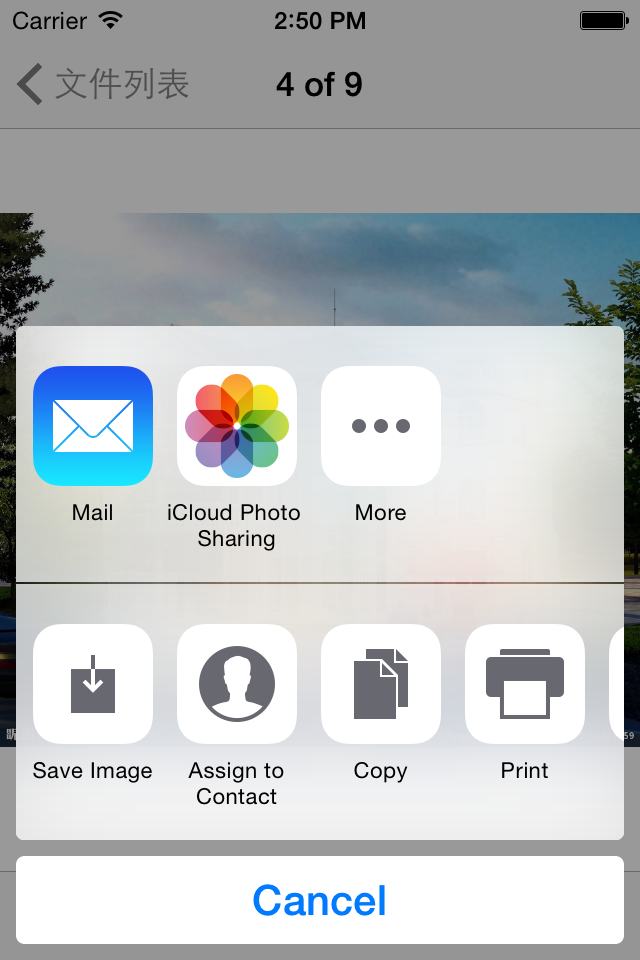 Carrier
2:50 PM
文件列表
4 of 9
Mail
iCloud Photo
Sharing
More
Save Image
Assign to
Contact
Copy
Print
59
Cancel